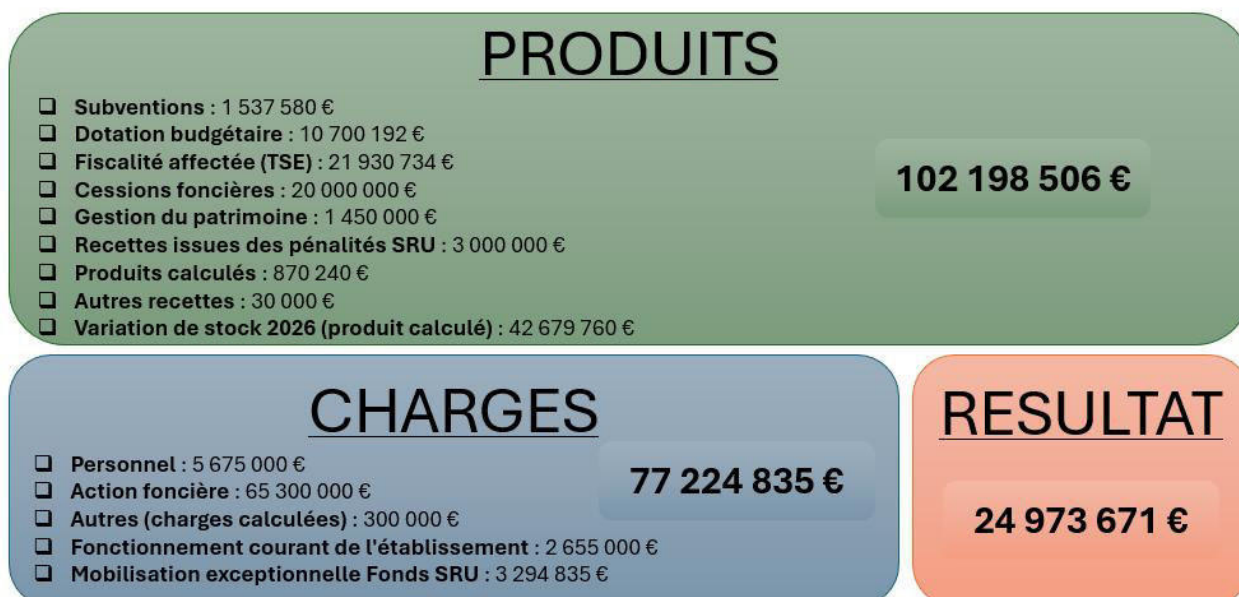 PRODUITS
❑ Subventions : 1 537 580 €
❑ Dotation budgétaire : 10 700 192 €
❑ Fiscalité affectée (TSE) : 21 930 734 €
❑ Cessions foncières : 20 000 000 €
❑ Gestion du patrimoine : 1 450 000 €
❑ Recettes issues des pénalités SRU : 3 000 000 €
❑ Produits calculés : 870 240 €
❑ Autres recettes : 30 000 €
❑ Variation de stock 2026 (produit calculé) : 42 679 760 €
102 198 506 €
CHARGES
❑ Personnel : 5 675 000 €
❑ Action foncière : 65 300 000 €
❑ Autres (charges calculées) : 300 000 €
❑ Fonctionnement courant de l'établissement : 2 655 000 €
❑ Mobilisation exceptionnelle Fonds SRU : 3 294 835 €
77 224 835 €
RESULTAT
24 973 671 €